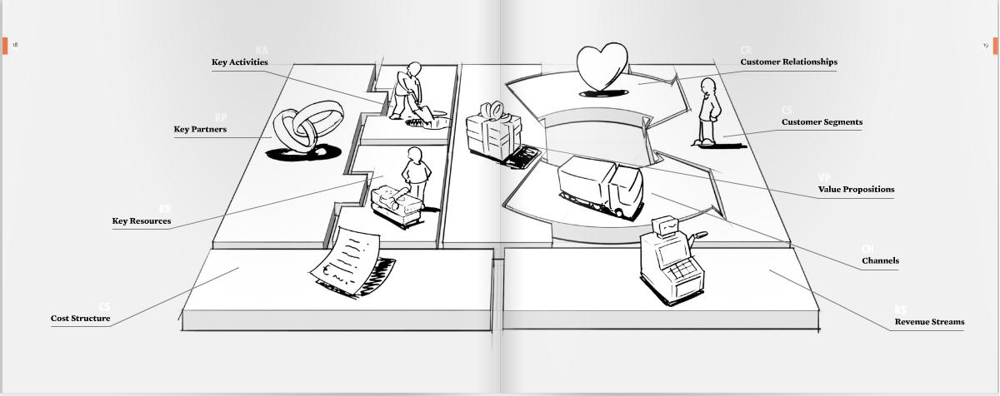 18
19
KA
Key Activities
KP
Key Partners
KR
Key Resources
CS
Cost Structure
CR
Customer Relationships
CS
Customer Segments
VP
Value Propositions
CH
Channels
RS
Revenue Streams